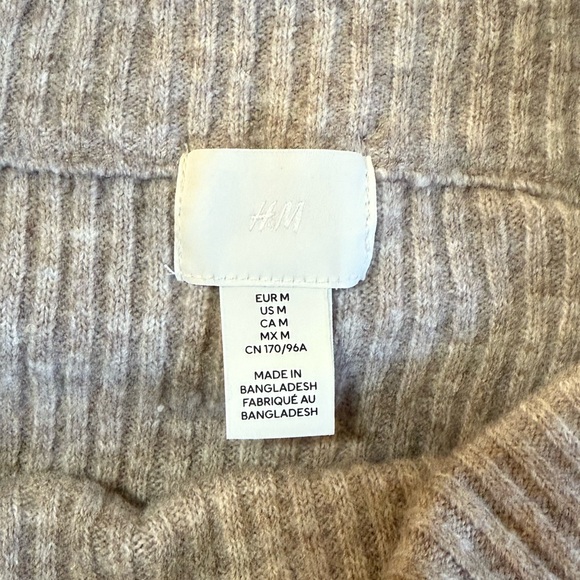 H&M
EUR M
US M
CA M
MX M
CN 170/96A
MADE IN
BANGLADESH
FABRIQUÉ AU
BANGLADESH